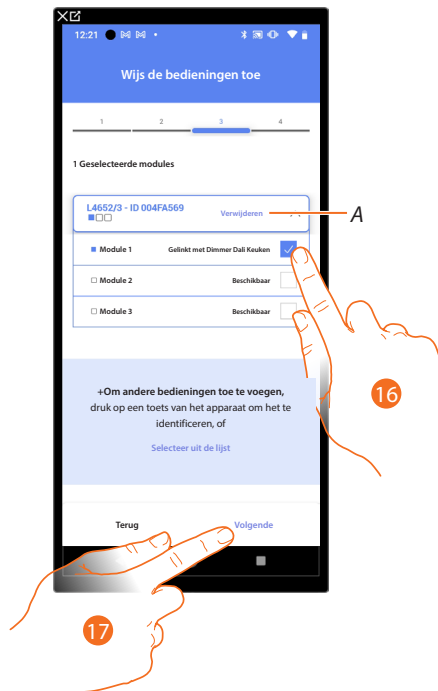 12:21
Wijs de bedieningen toe
1 2 3 4
1 Geselecteerde modules
L4652/3 - ID 004FA569 Verwijderen
A
Module 1 Gelinkt met Dimmer Dali Keuken
Module 2 Beschikbaar
Module 3 Beschikbaar
16
+Om andere bedieningen toe te voegen,
druk op een toets van het apparaat om het te
identificeren, of
Selecteer uit de lijst
Terug Volgende
17